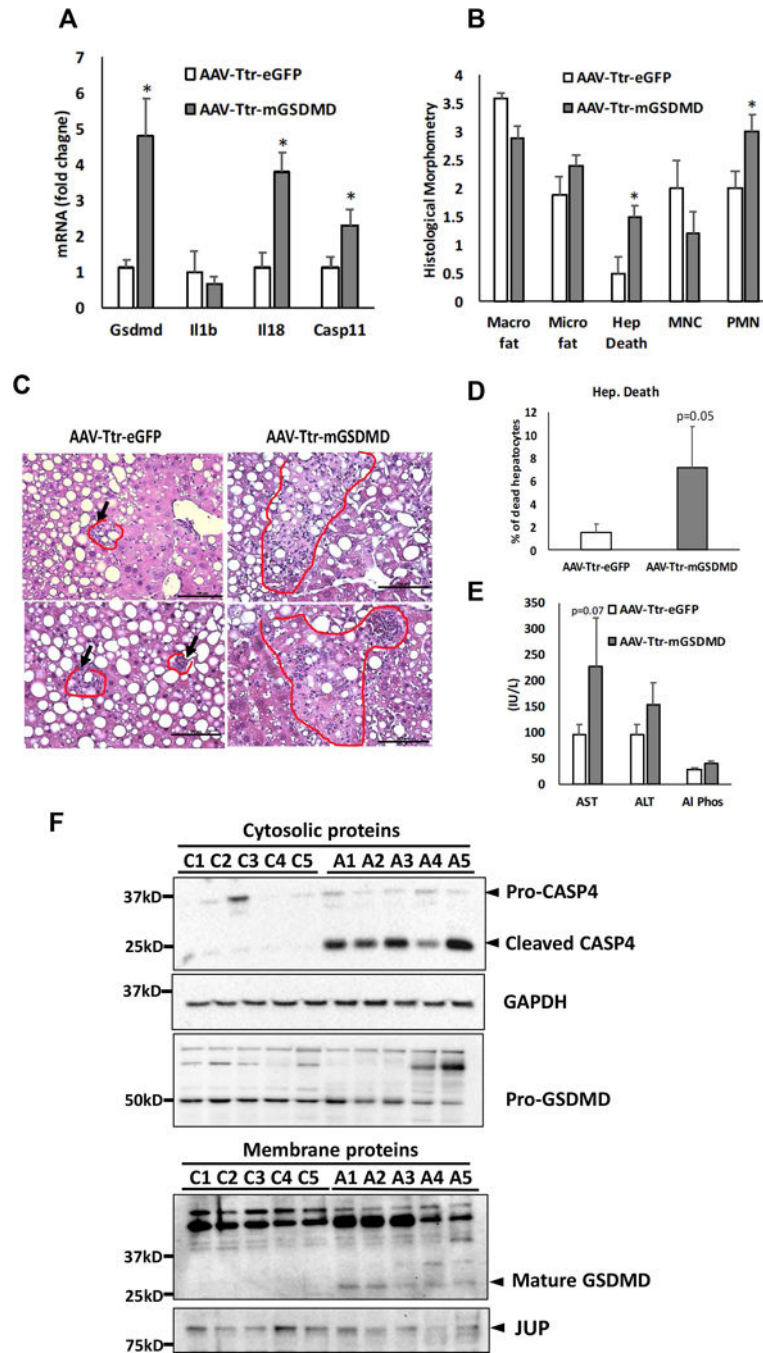 A
mRNA (fold chagne)
7
6
5
4
3
2
1
0
AAV-Ttr-eGFP
AAV-Ttr-mGSDMD
*
*
*
Gsdmd Il1b Il18 Casp11
B
Histological Morphometry
4
3.5
3
2.5
2
1.5
1
0.5
0
AAV-Ttr-eGFP
AAV-Ttr-mGSDMD
*
*
Macro Micro Hep MNC PMN
fat fat Death
C
AAV-Ttr-eGFP AAV-Ttr-mGSDMD
D
Hep. Death
% of dead hepatocytes
12
10
8
6
4
2
0
p=0.05
AAV-Ttr-eGFP AAV-Ttr-mGSDMD
E
(IU/L)
350
300
250
200
150
100
50
0
p=0.07
AAV-Ttr-eGFP
AAV-Ttr-mGSDMD
AST ALT Al Phos
F
Cytosolic proteins
C1 C2 C3 C4 C5 A1 A2 A3 A4 A5
37kD
Pro-CASP4
25kD
Cleaved CASP4
37kD
GAPDH
50kD
Pro-GSDMD
Membrane proteins
C1 C2 C3 C4 C5 A1 A2 A3 A4 A5
37kD
Mature GSDMD
25kD
JUP
75kD